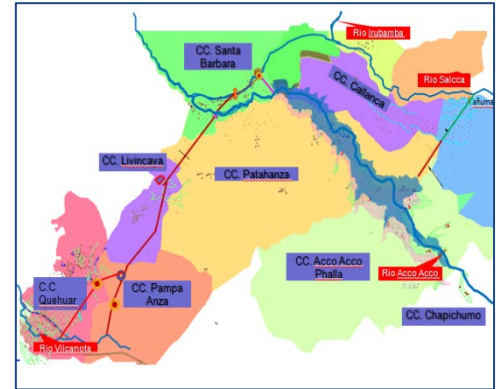 Rio Irubamba
CC. Santa
Barbara
CC. Callanca
Rio Salcca
CC. Livincava
CC. Patahanza
C.C
Quehuar
CC. Pampa
Anza
CC. Acco Acco
Phalla
Rio Acco Acco
CC. Chapichumo
Rio Vilcanota